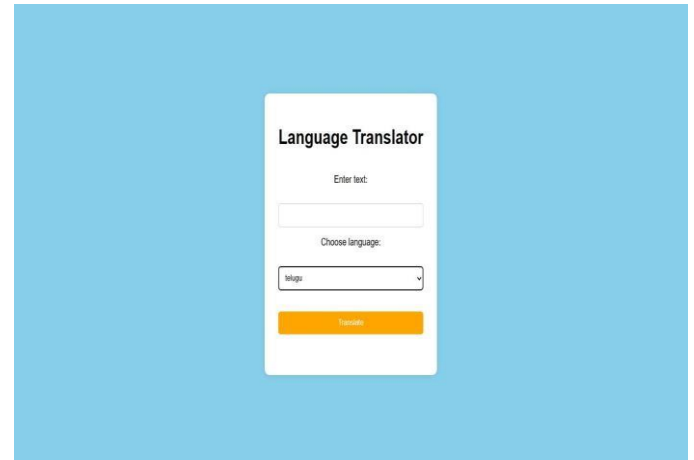 Language Translator
Enter text:
Choose language:
telugu
Translate